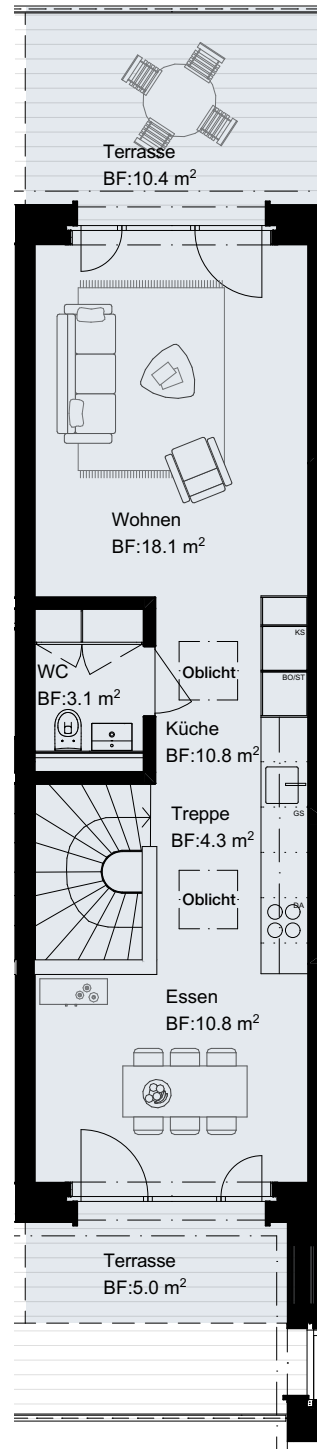 Terrasse
BF:10.4 m²
Wohnen
BF:18.1 m²
KS
WC
BF:3.1 m²
Oblicht
BO/ST
Küche
BF:10.8 m²
Treppe
BF:4.3 m²
GS
Oblicht
DA
Essen
BF:10.8 m²
Terrasse
BF:5.0 m²